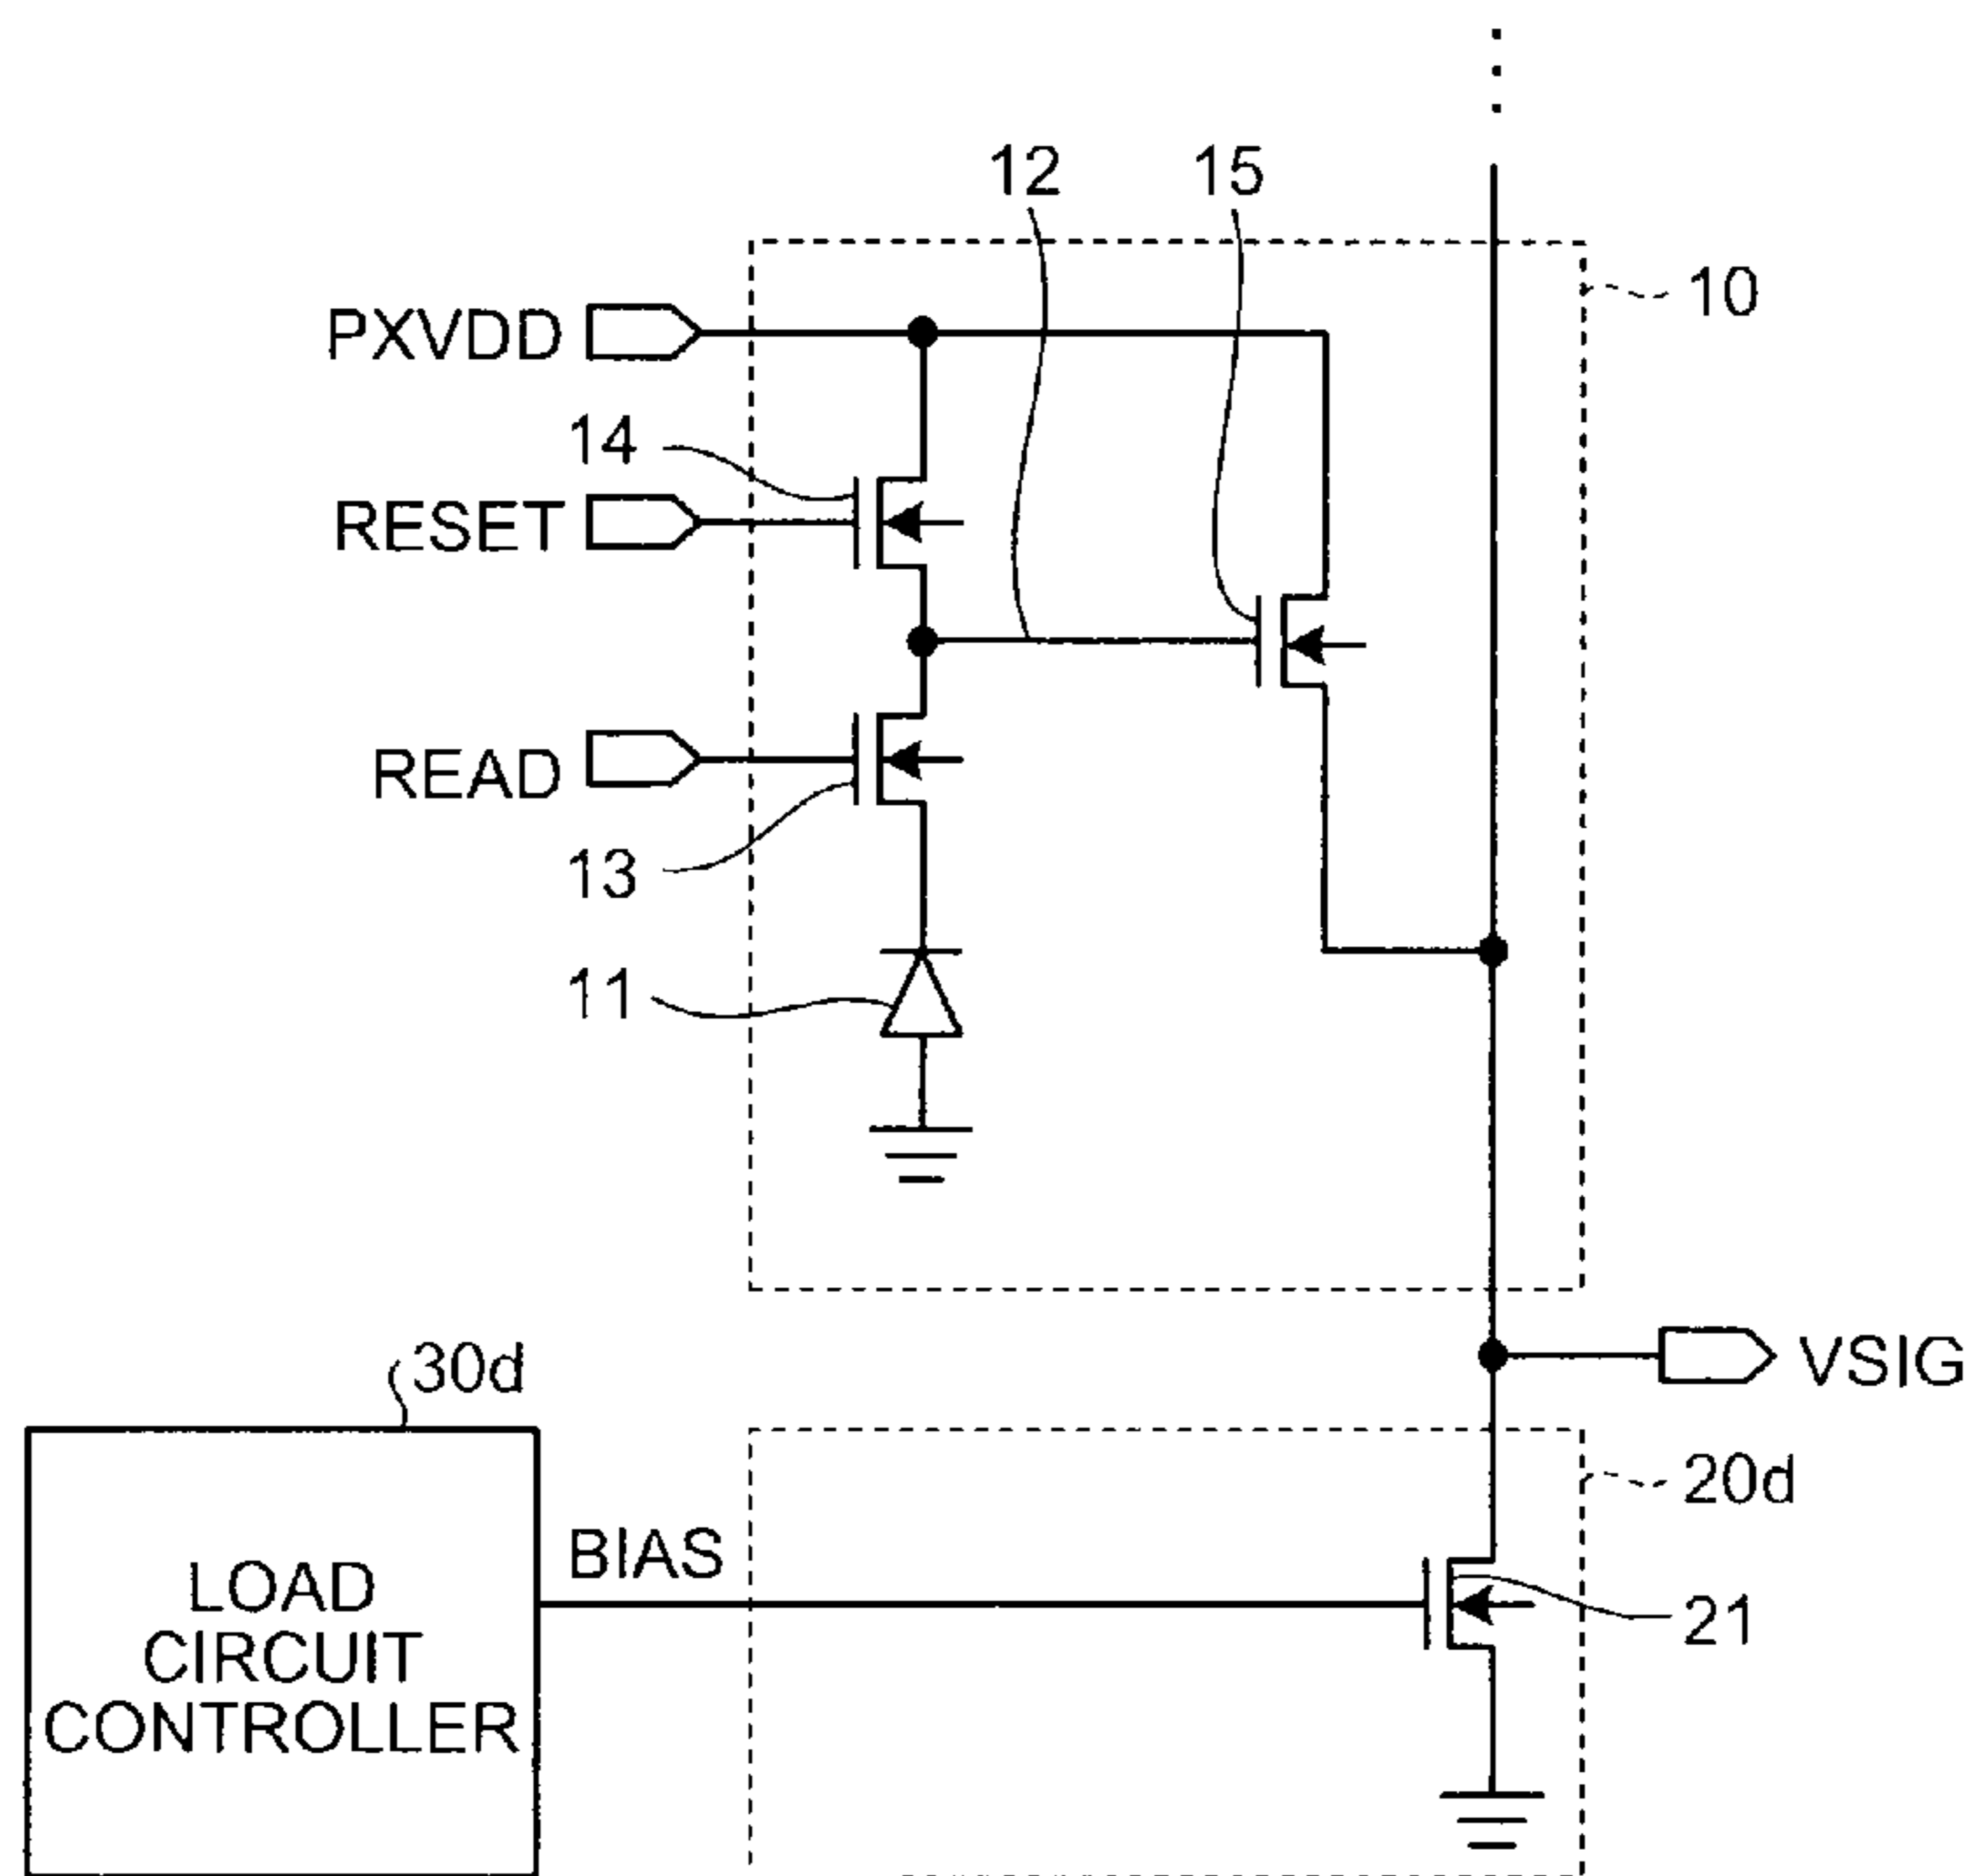 12
15
10
PXVDD
14
RESET
READ
13
11
30d
VSIG
20d
BIAS
LOAD
CIRCUIT
CONTROLLER
21